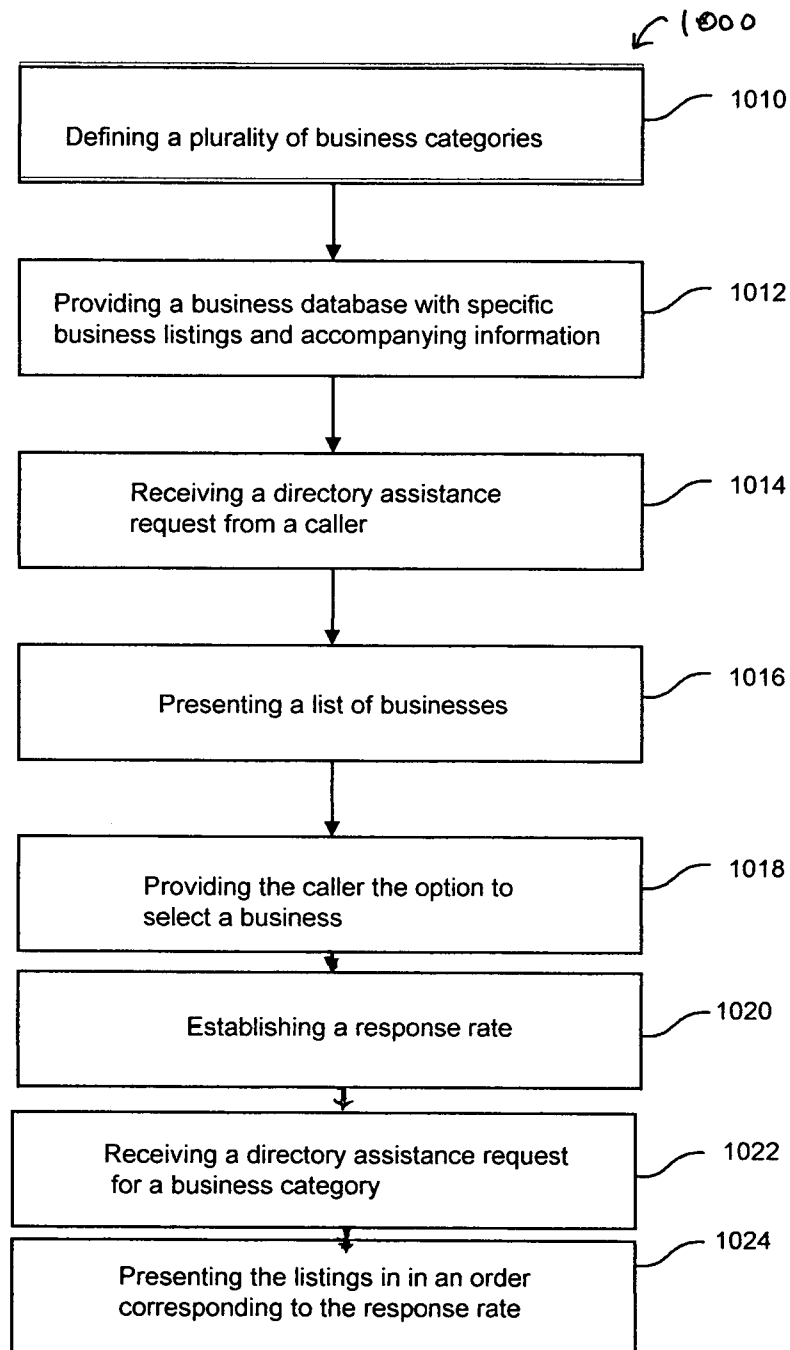 1000
1010
Defining a plurality of business categories
1012
Providing a business database with specific
business listings and accompanying information
1014
Receiving a directory assistance
request from a caller
1016
Presenting a list of businesses
1018
Providing the caller the option to
select a business
1020
Establishing a response rate
1022
Receiving a directory assistance request
for a business category
1024
Presenting the listings in in an order
corresponding to the response rate